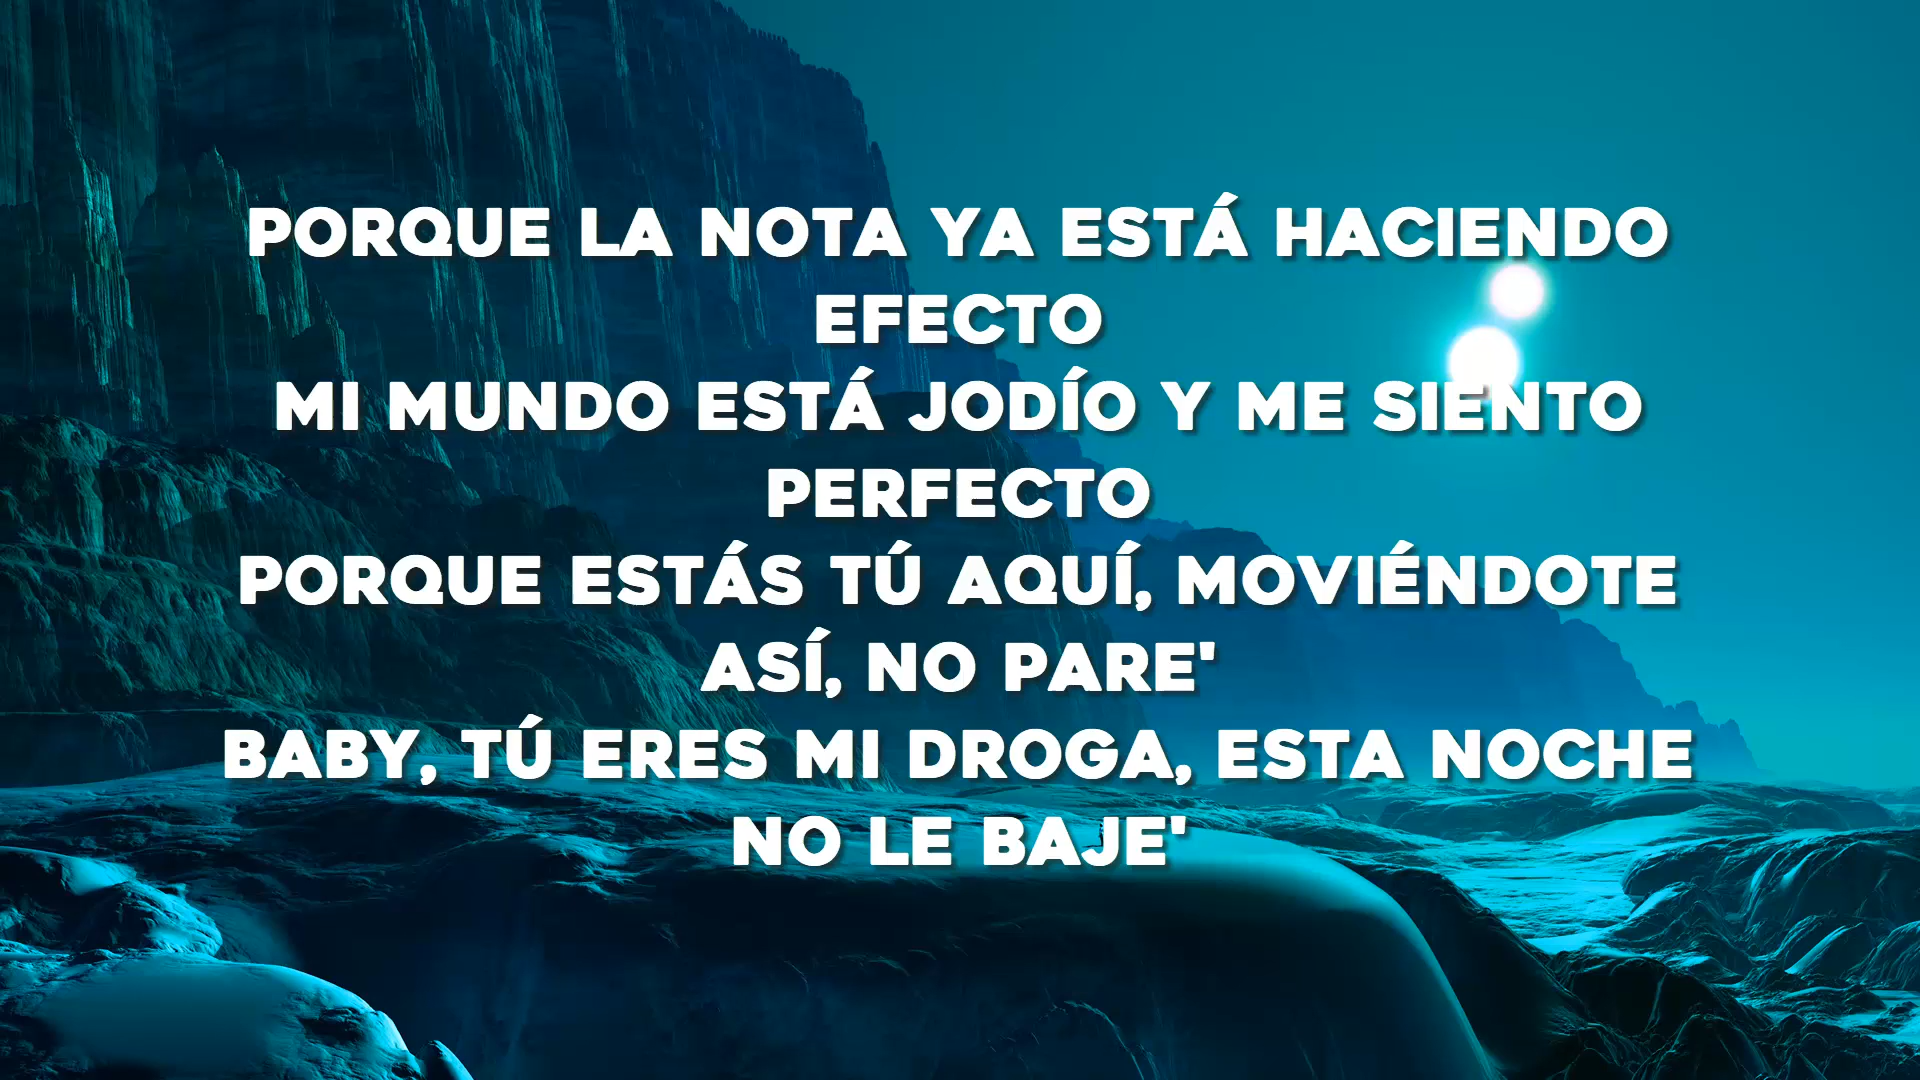 PORQUE LA NOTA YA ESTÁ HACIENDO
EFECTO
MI MUNDO ESTÁ JODÍO Y ME SIENTO
PERFECTO
PORQUE ESTÁS TÚ AQUÍ, MOVIÉNDOTE
ASÍ, NO PARE'
BABY, TÚ ERES MI DROGA, ESTA NOCHE
NO LE BAJE'